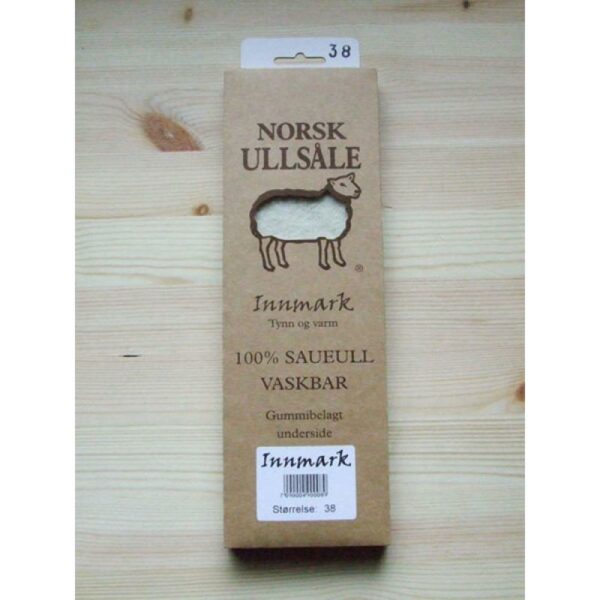 38
NORSK
ULLSÅLE
®
Innmark
Tynn og varm
100% SAUEULL
VASKBAR
Gummibelagt
underside
Innmark
Størrelse: 38